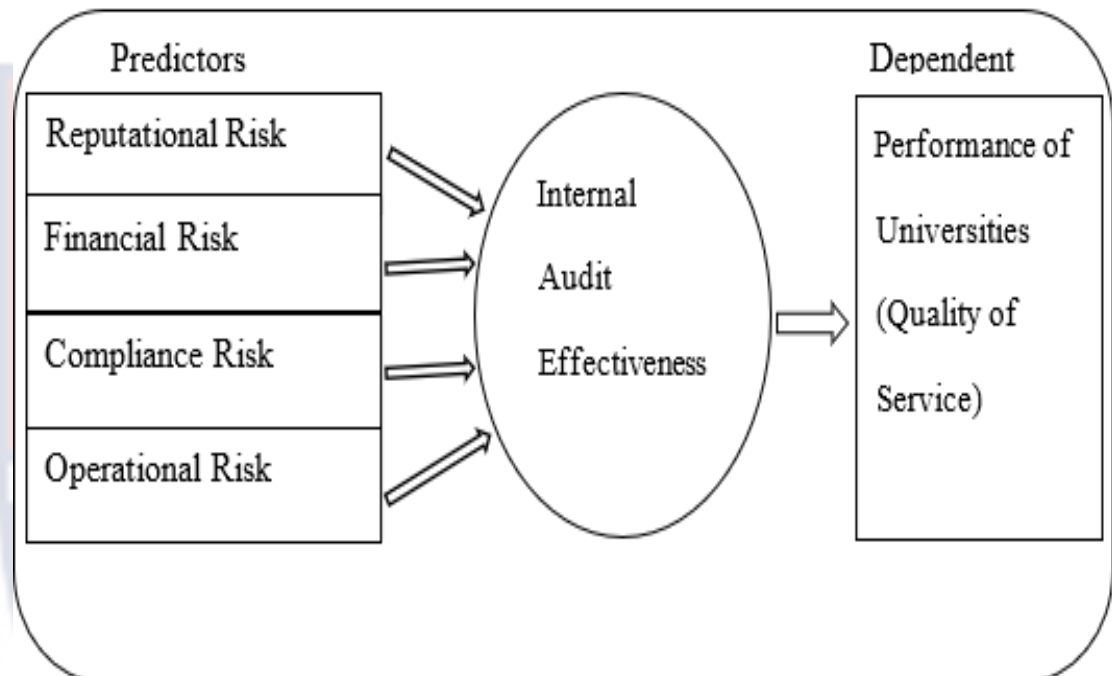 Predictors
Dependent
Reputational Risk
Financial Risk
Compliance Risk
Operational Risk
Internal
Audit
Effectiveness
Performance of
Universities
(Quality of
Service)